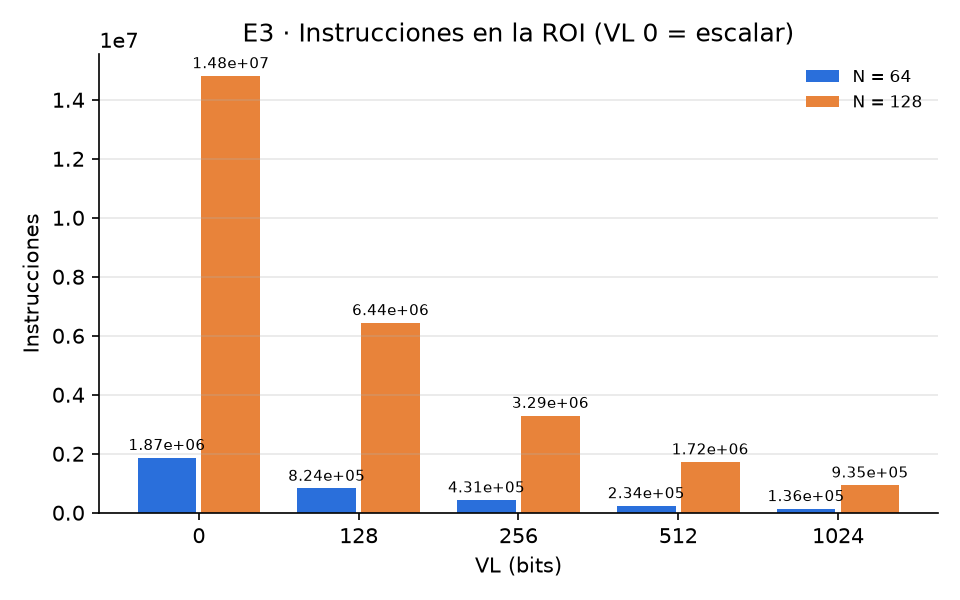 E3 · Instrucciones en la ROI (VL 0 = escalar)
1e7
N = 64
N = 128
Instrucciones
1.4
1.2
1.0
0.8
0.6
0.4
0.2
0.0
1.87e+06
1.48e+07
8.24e+05
6.44e+06
4.31e+05
3.29e+06
2.34e+05
1.72e+06
1.36e+05
9.35e+05
0
128
256
512
1024
VL (bits)